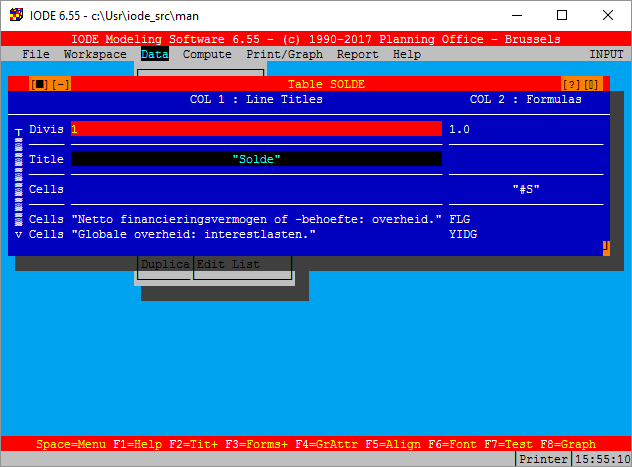 IODE 6.55 - c:\Usr\iode_src\man
IODE Modeling Software 6.55 - (c) 1990-2017 Planning Office - Brussels
File Workspace Data Compute Print/Graph Report Help INPUT
[■][-] Table SOLDE [?][▯]
COL 1 : Line Titles COL 2 : Formulas
Divis 1 1.0
Title "Solde"
Cells "#S"
Cells "Netto financieringsvermogen of -behoefte: overheid." FLG
Cells "Globale overheid: interestlasten." YIDG
Duplica Edit List
Space=Menu F1=Help F2=Tit+ F3=Forms+ F4=GrAttr F5=Align F6=Font F7=Test F8=Graph
Printer 15:55:10